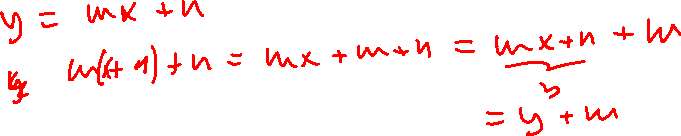 y = mx + n
m(x+1)+n = mx+m+n = mx+n + m
y
= y + m